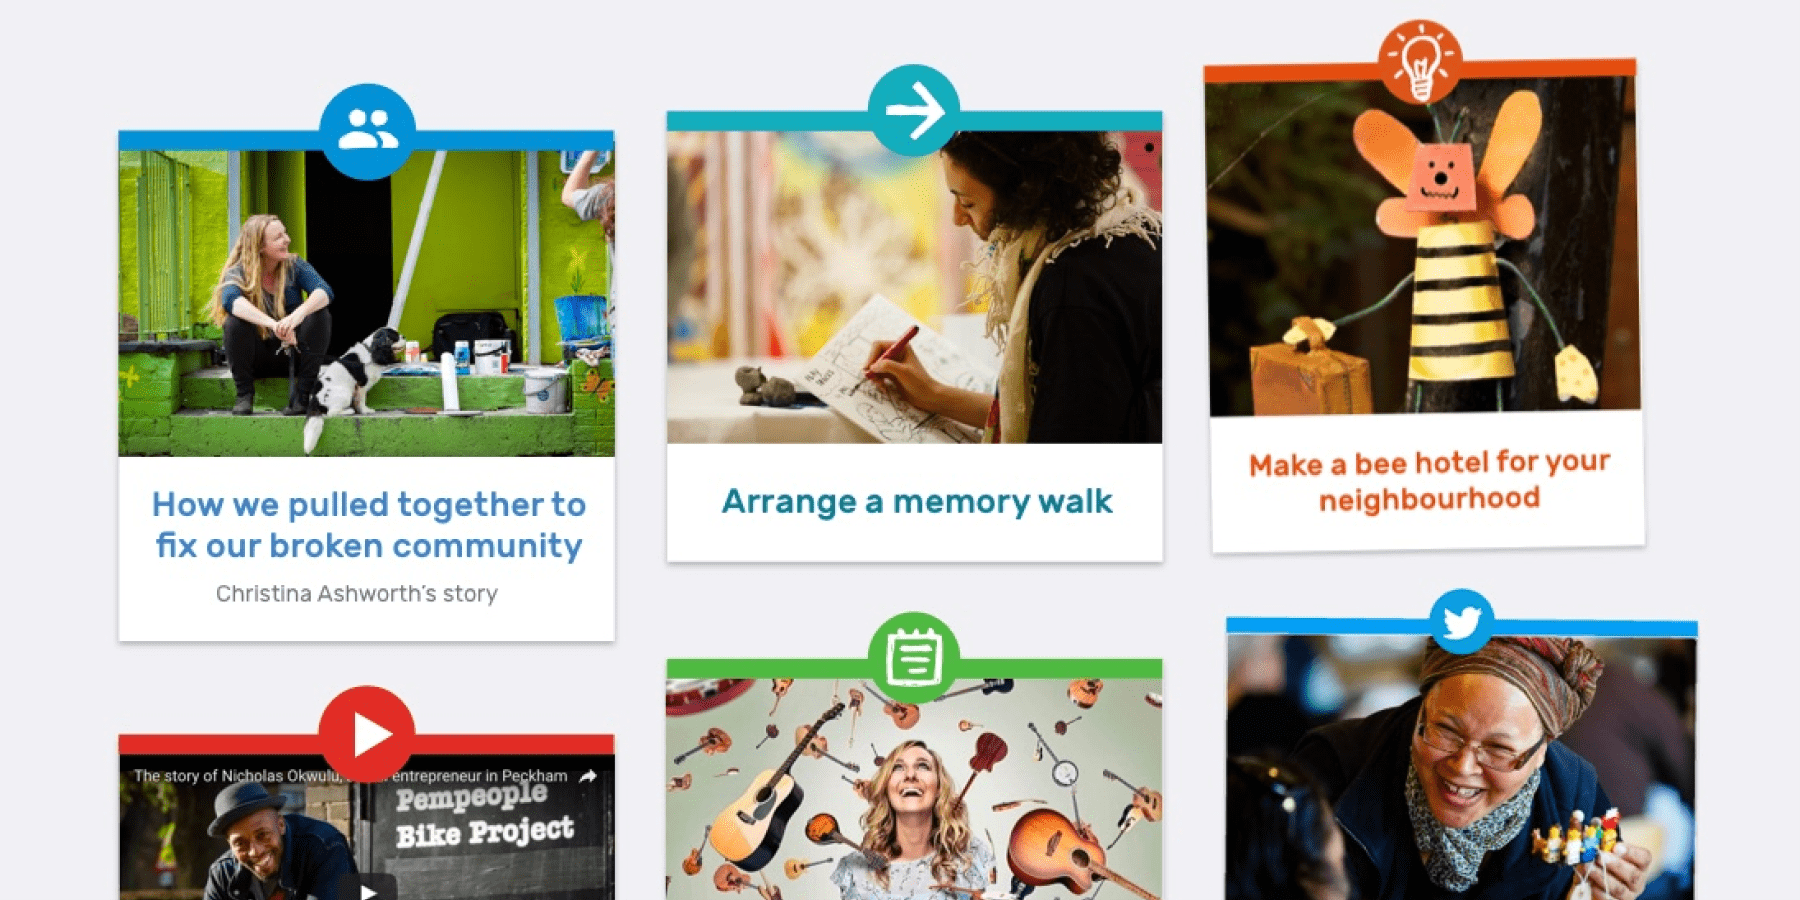 How we pulled together to
fix our broken community
Christina Ashworth's story
Arrange a memory walk
Make a bee hotel for your
neighbourhood
The story of Nicholas Okwulu, entrepreneur in Peckham
Pempeople
Bike Project